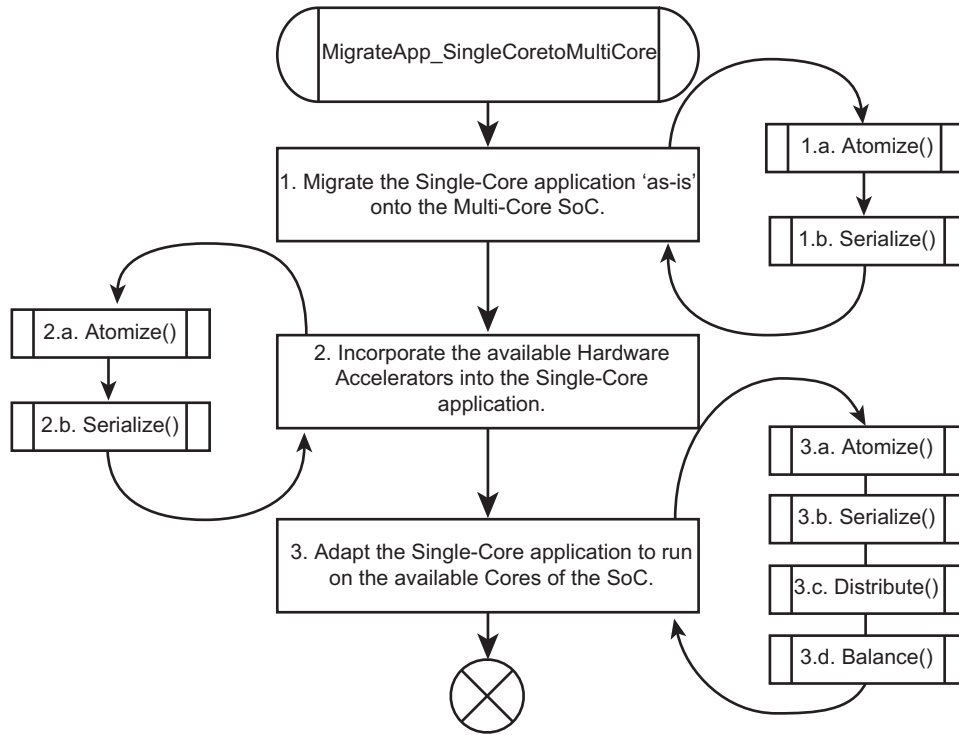 MigrateApp_SingleCoretoMultiCore
1. Migrate the Single-Core application ‘as-is’
onto the Multi-Core SoC.
1.a. Atomize()
1.b. Serialize()
2. Incorporate the available Hardware
Accelerators into the Single-Core
application.
2.a. Atomize()
2.b. Serialize()
3. Adapt the Single-Core application to run
on the available Cores of the SoC.
3.a. Atomize()
3.b. Serialize()
3.c. Distribute()
3.d. Balance()